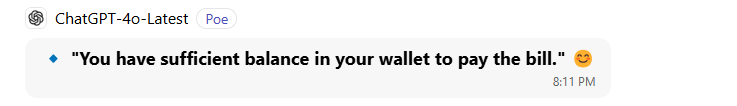 ChatGPT-4o-Latest Poe
🔹 "You have sufficient balance in your wallet to pay the bill." 😊
8:11 PM